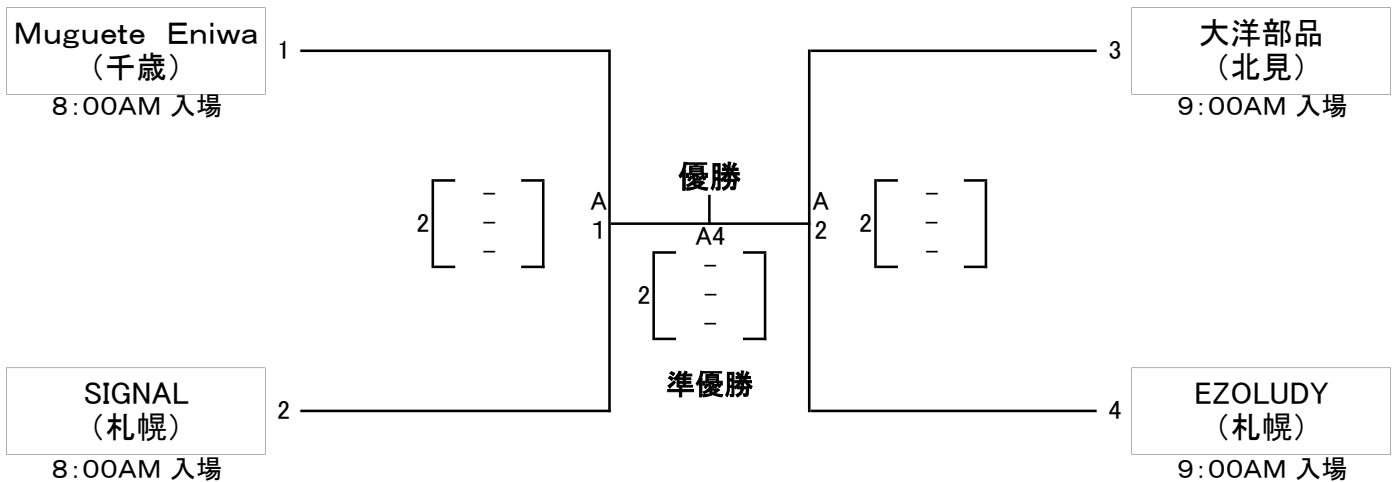 Muguete　Eniwa
（千歳）
8：00AM 入場
1
3
大洋部品
（北見）
9：00AM 入場
優勝
A
1
A
2
A4
2
－
－
－
2
－
－
－
2
－
－
－
準優勝
SIGNAL
（札幌）
8：00AM 入場
2
4
EZOLUDY
（札幌）
9：00AM 入場